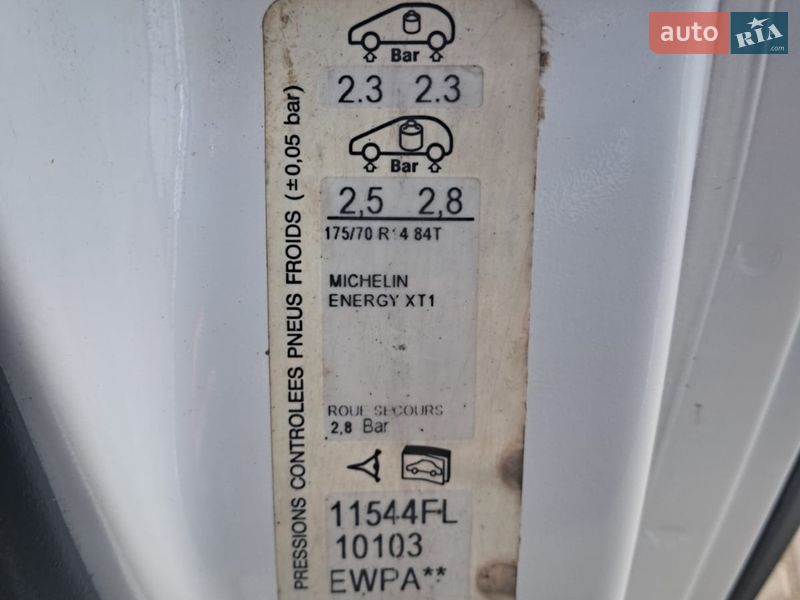 auto RIA .com
Bar
2.3 2.3
Bar
2,5 2,8
175/70 R14 84T
MICHELIN
ENERGY XT1
ROUE SECOURS
2,8 Bar
11544FL
10103
EWPA**
PRESSIONS CONTROLEES PNEUS FROIDS (±0,05 bar)